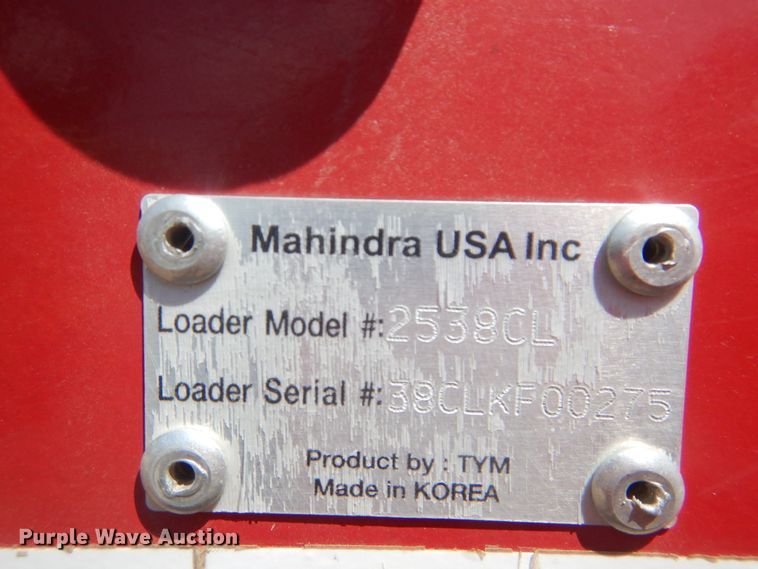 Mahindra USA Inc
Loader Model #: 2538CL
Loader Serial #: 38CLKF00275
Product by : TYM
Made in KOREA
Purple Wave Auction